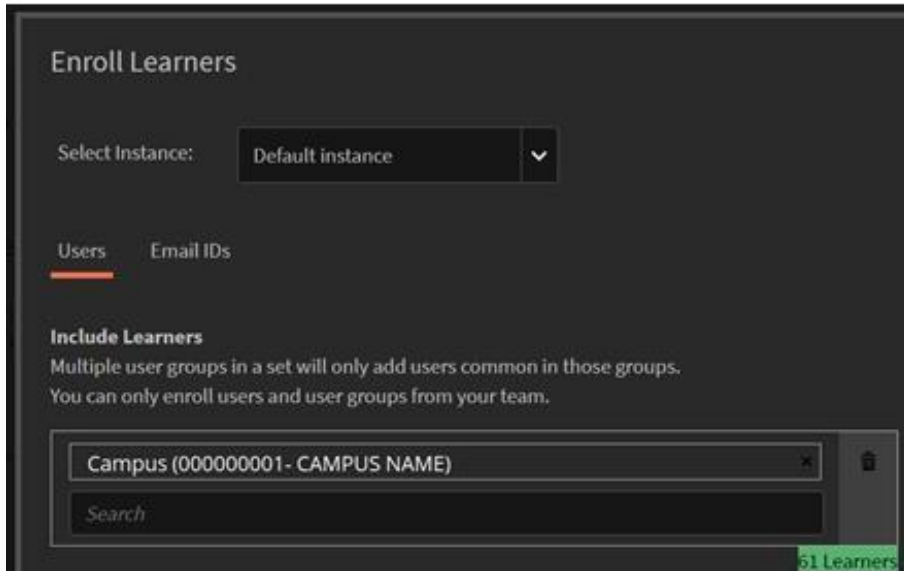 Enroll Learners
Select Instance:
Default instance
Users
Email IDs
Include Learners
Multiple user groups in a set will only add users common in those groups.
You can only enroll users and user groups from your team.
Campus (000000001- CAMPUS NAME)
Search
61 Learners